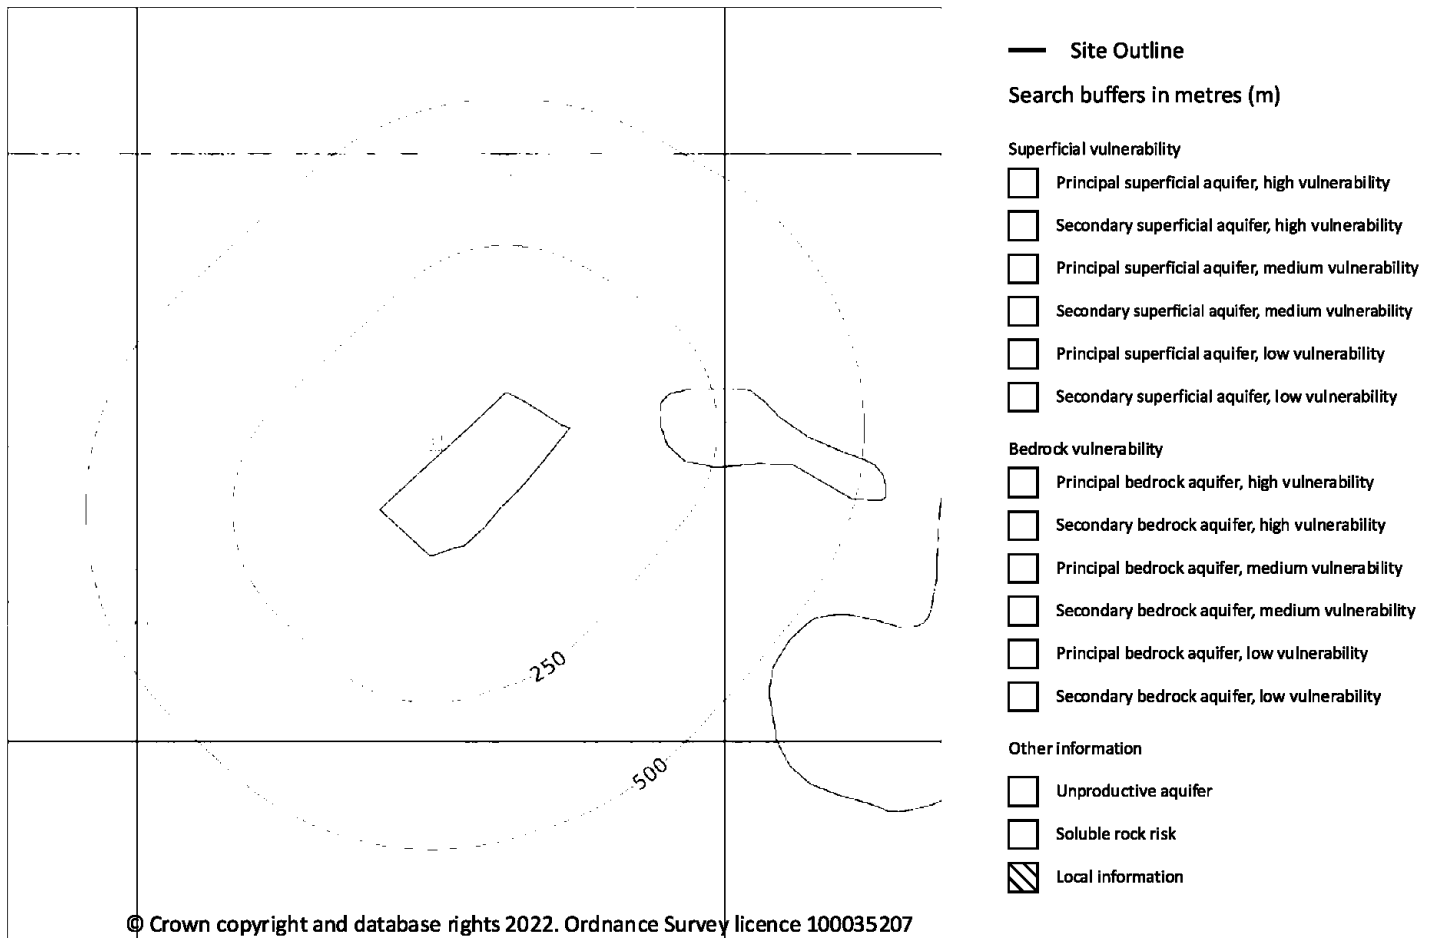 Site Outline
Search buffers in metres (m)
Superficial vulnerability
Principal superficial aquifer, high vulnerability
Secondary superficial aquifer, high vulnerability
Principal superficial aquifer, medium vulnerability
Secondary superficial aquifer, medium vulnerability
Principal superficial aquifer, low vulnerability
Secondary superficial aquifer, low vulnerability
Bedrock vulnerability
Principal bedrock aquifer, high vulnerability
Secondary bedrock aquifer, high vulnerability
Principal bedrock aquifer, medium vulnerability
Secondary bedrock aquifer, medium vulnerability
Principal bedrock aquifer, low vulnerability
Secondary bedrock aquifer, low vulnerability
Other information
Unproductive aquifer
Soluble rock risk
Local information
250
500
© Crown copyright and database rights 2022. Ordnance Survey licence 100035207